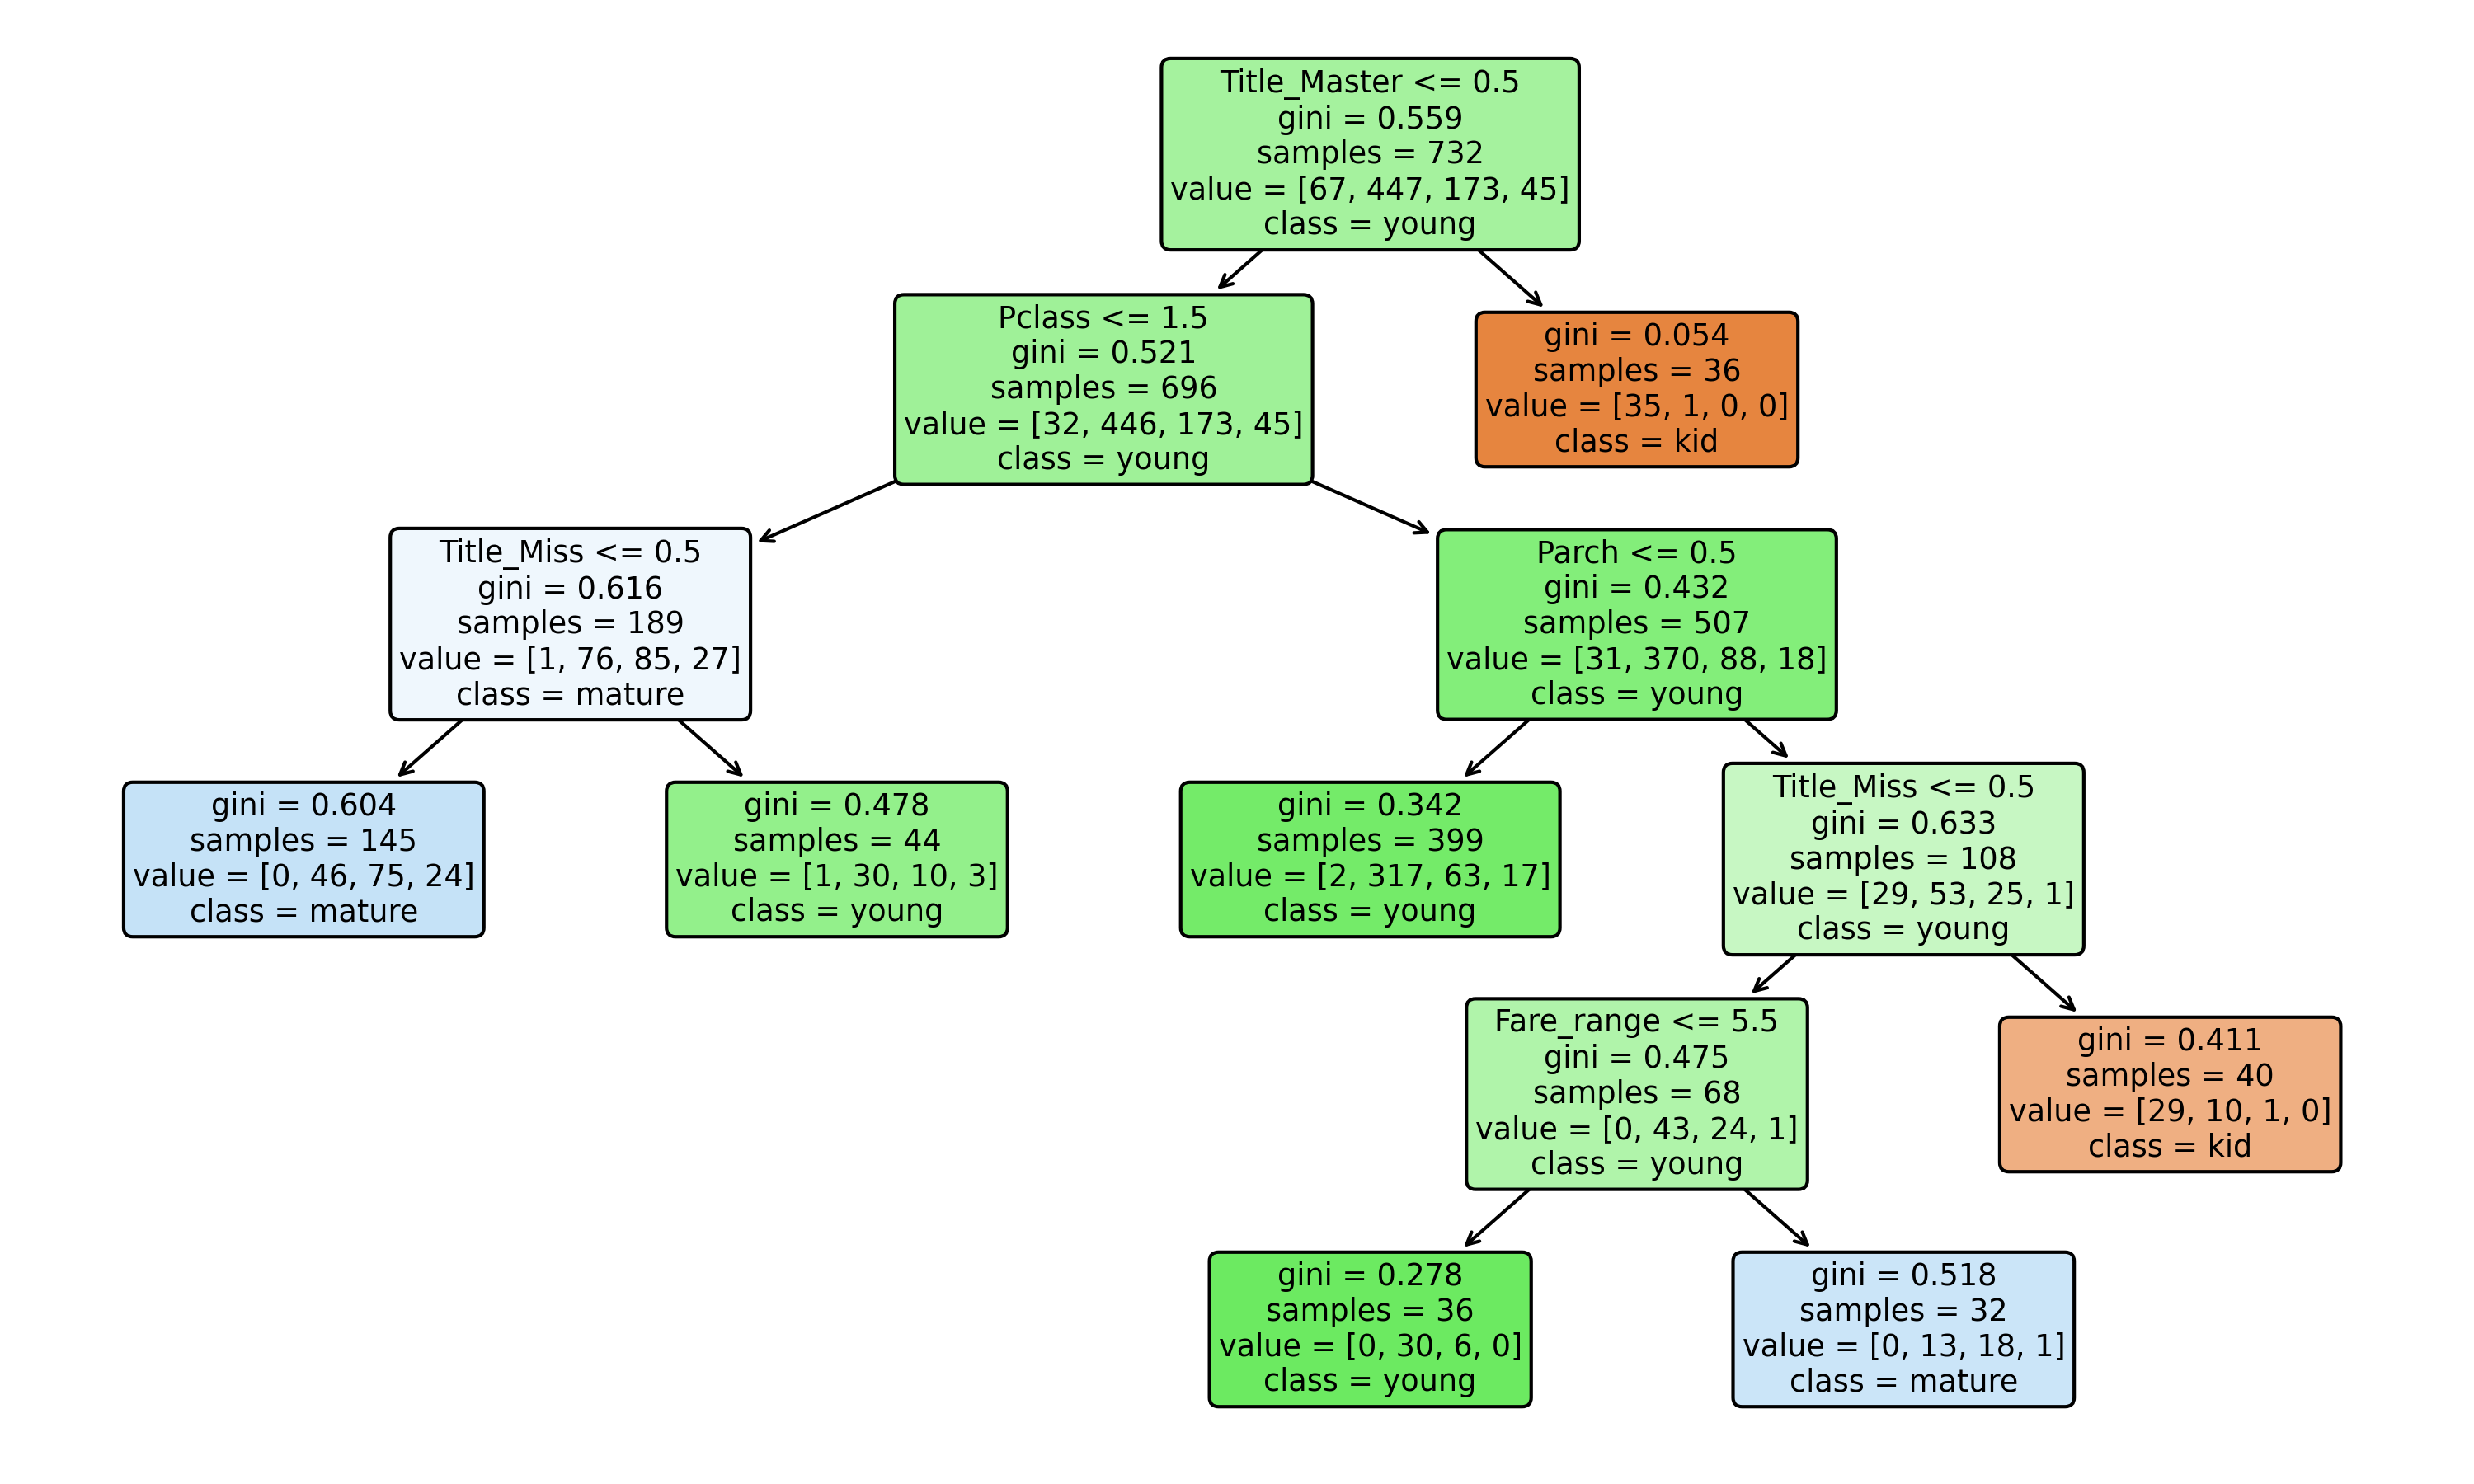 Title_Master <= 0.5
gini = 0.559
samples = 732
value = [67, 447, 173, 45]
class = young
Pclass <= 1.5
gini = 0.521
samples = 696
value = [32, 446, 173, 45]
class = young
gini = 0.054
samples = 36
value = [35, 1, 0, 0]
class = kid
Title_Miss <= 0.5
gini = 0.616
samples = 189
value = [1, 76, 85, 27]
class = mature
Parch <= 0.5
gini = 0.432
samples = 507
value = [31, 370, 88, 18]
class = young
gini = 0.604
samples = 145
value = [0, 46, 75, 24]
class = mature
gini = 0.478
samples = 44
value = [1, 30, 10, 3]
class = young
gini = 0.342
samples = 399
value = [2, 317, 63, 17]
class = young
Title_Miss <= 0.5
gini = 0.633
samples = 108
value = [29, 53, 25, 1]
class = young
Fare_range <= 5.5
gini = 0.475
samples = 68
value = [0, 43, 24, 1]
class = young
gini = 0.411
samples = 40
value = [29, 10, 1, 0]
class = kid
gini = 0.278
samples = 36
value = [0, 30, 6, 0]
class = young
gini = 0.518
samples = 32
value = [0, 13, 18, 1]
class = mature